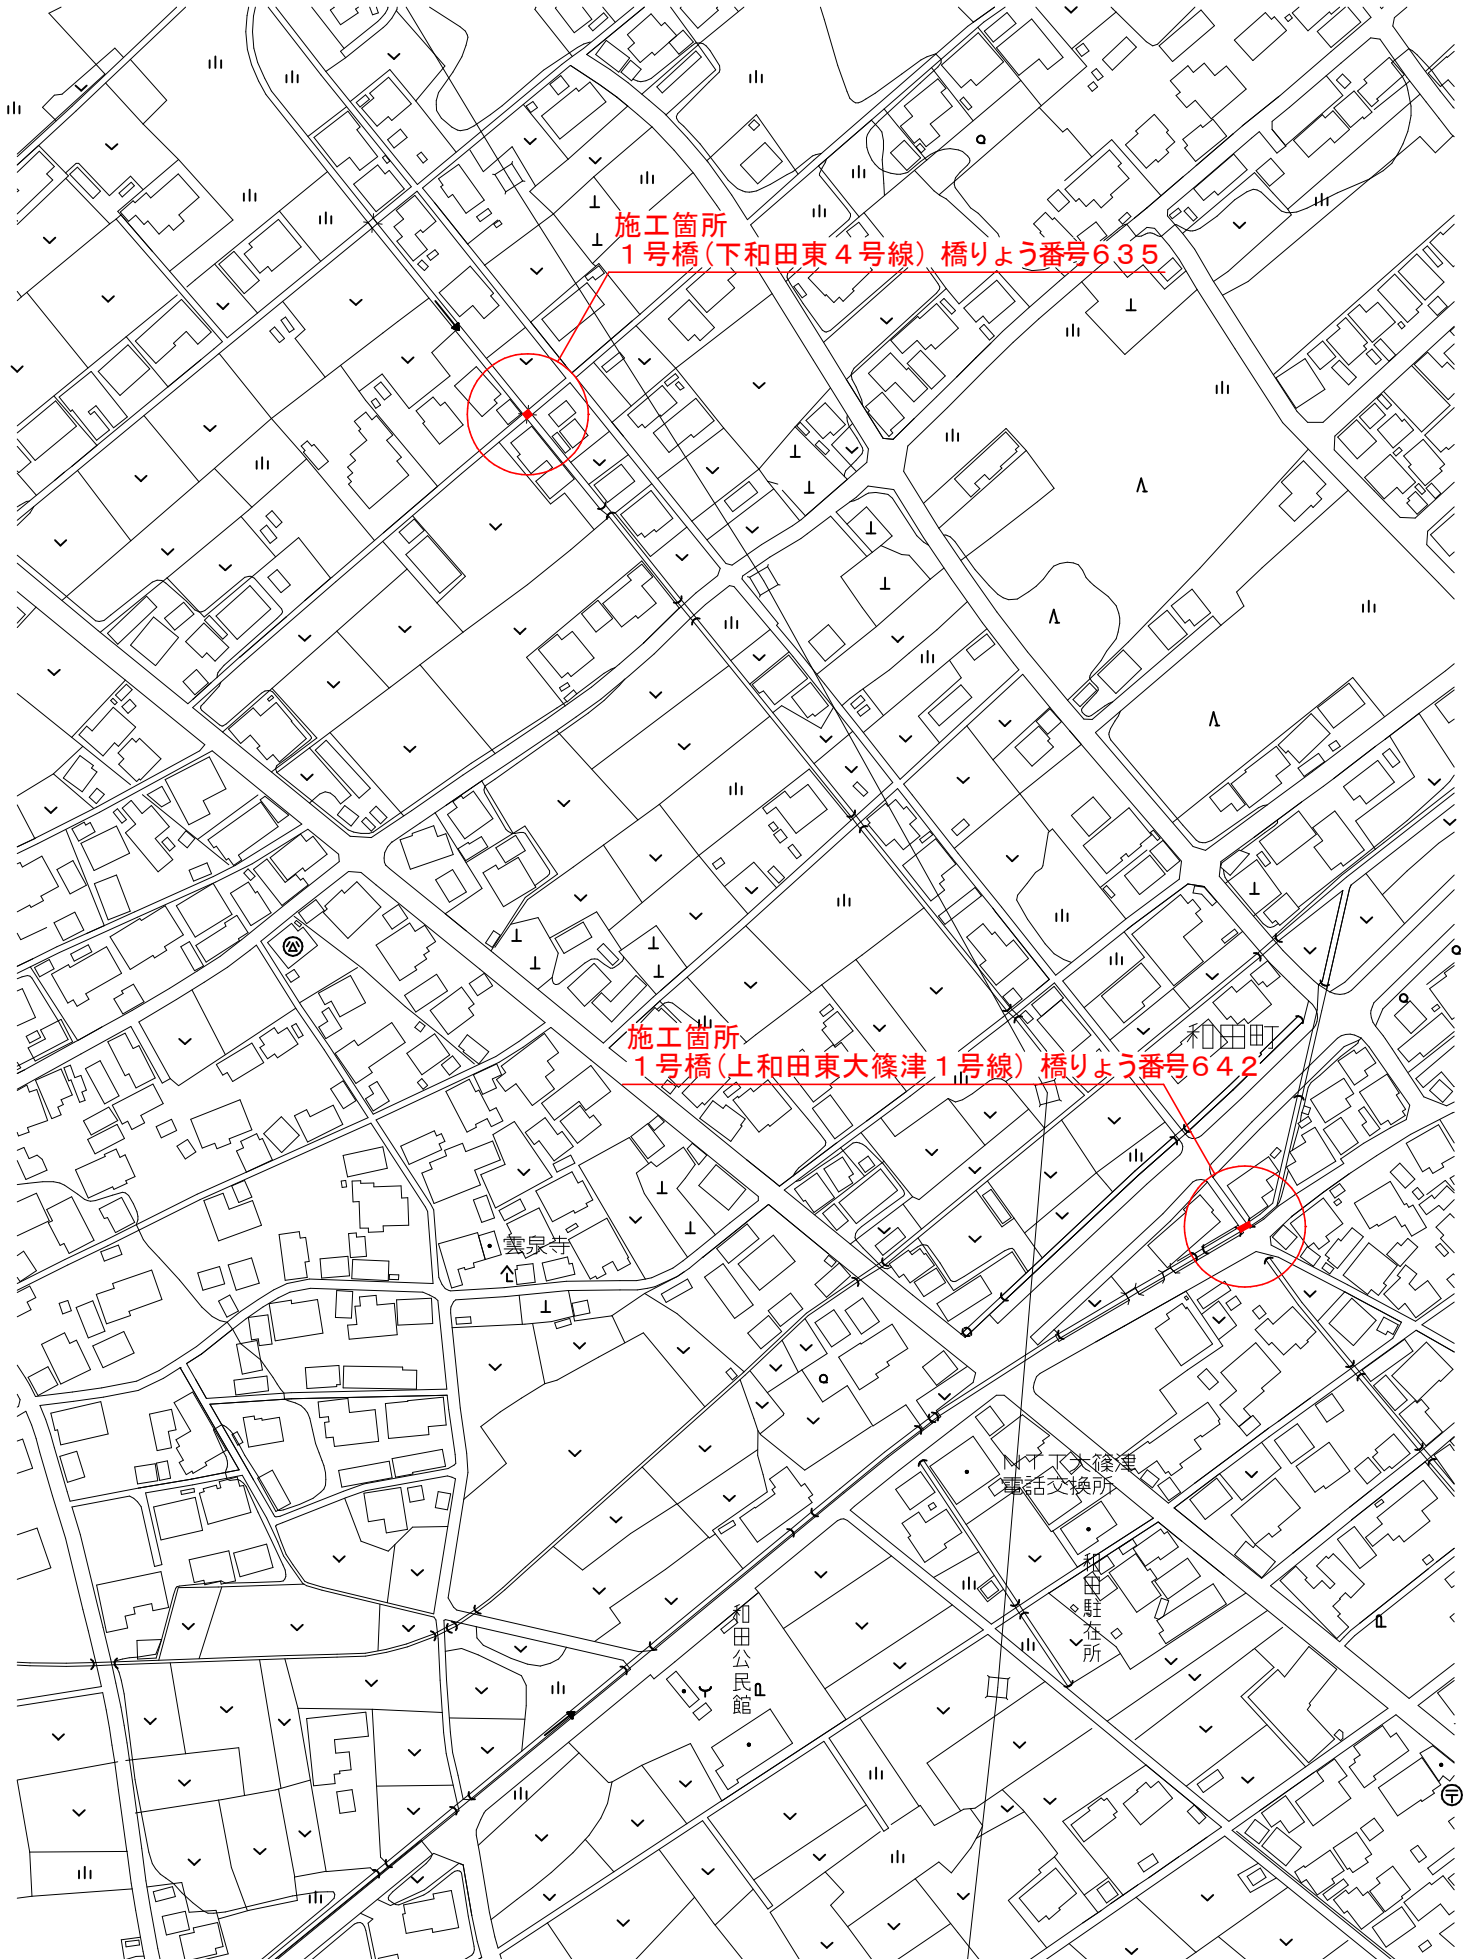 施工箇所
１号橋(下和田東４号線) 橋りょう番号６３５
施工箇所
１号橋(上和田東大篠津１号線) 橋りょう番号６４２
和田町
雲泉寺
ＮＴＴ大篠津
電話交換所
和田駐在所
和田公民館